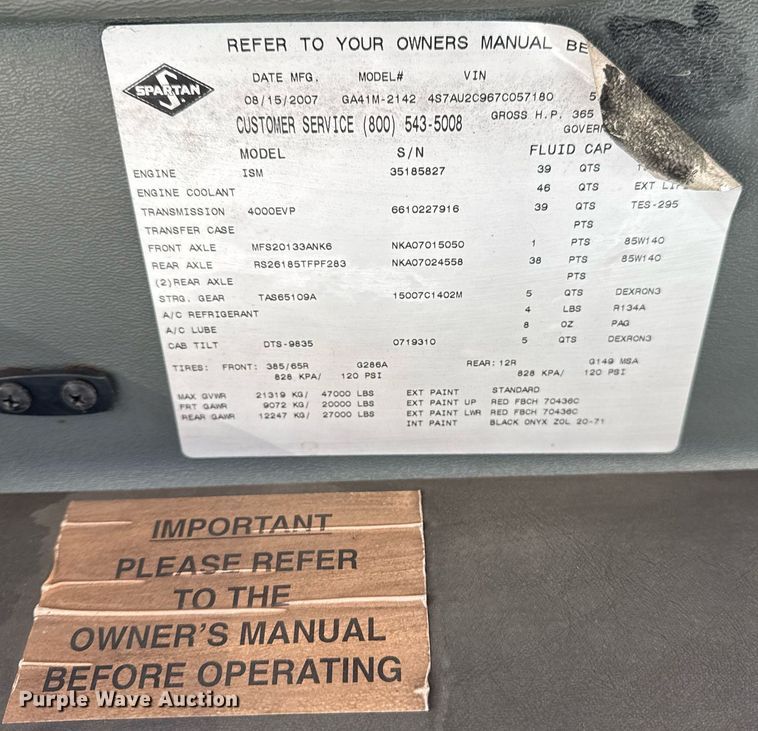 REFER TO YOUR OWNERS MANUAL BE
SPARTAN
S
DATE MFG. MODEL# VIN
08/15/2007 GA41M-2142 4S7AU2C967C057180 5
CUSTOMER SERVICE (800) 543-5008 GROSS H.P. 365
GOVERN
MODEL S/N FLUID CAP
ENGINE ISM 35185827 39 QTS
ENGINE COOLANT 46 QTS EXT LIFE
TRANSMISSION 4000EVP 6610227916 39 QTS TES-295
TRANSFER CASE PTS
FRONT AXLE MFS20133ANK6 NKA07015050 1 PTS 85W140
REAR AXLE RS26185TFPF283 NKA07024558 38 PTS 85W140
(2)REAR AXLE PTS
STRG. GEAR TAS65109A 15007C1402M 5 QTS DEXRON3
A/C REFRIGERANT 4 LBS R134A
A/C LUBE 8 OZ PAG
CAB TILT DTS-9835 0719310 5 QTS DEXRON3
TIRES: FRONT: 385/65R G286A REAR: 12R G149 MSA
828 KPA/ 120 PSI 828 KPA/ 120 PSI
MAX GVWR 21319 KG/ 47000 LBS EXT PAINT STANDARD
FRT GAWR 9072 KG/ 20000 LBS EXT PAINT UP RED FBCH 70436C
REAR GAWR 12247 KG/ 27000 LBS EXT PAINT LWR RED FBCH 70436C
INT PAINT BLACK ONYX ZOL 20-71
IMPORTANT
PLEASE REFER
TO THE
OWNER'S MANUAL
BEFORE OPERATING
Purple Wave Auction